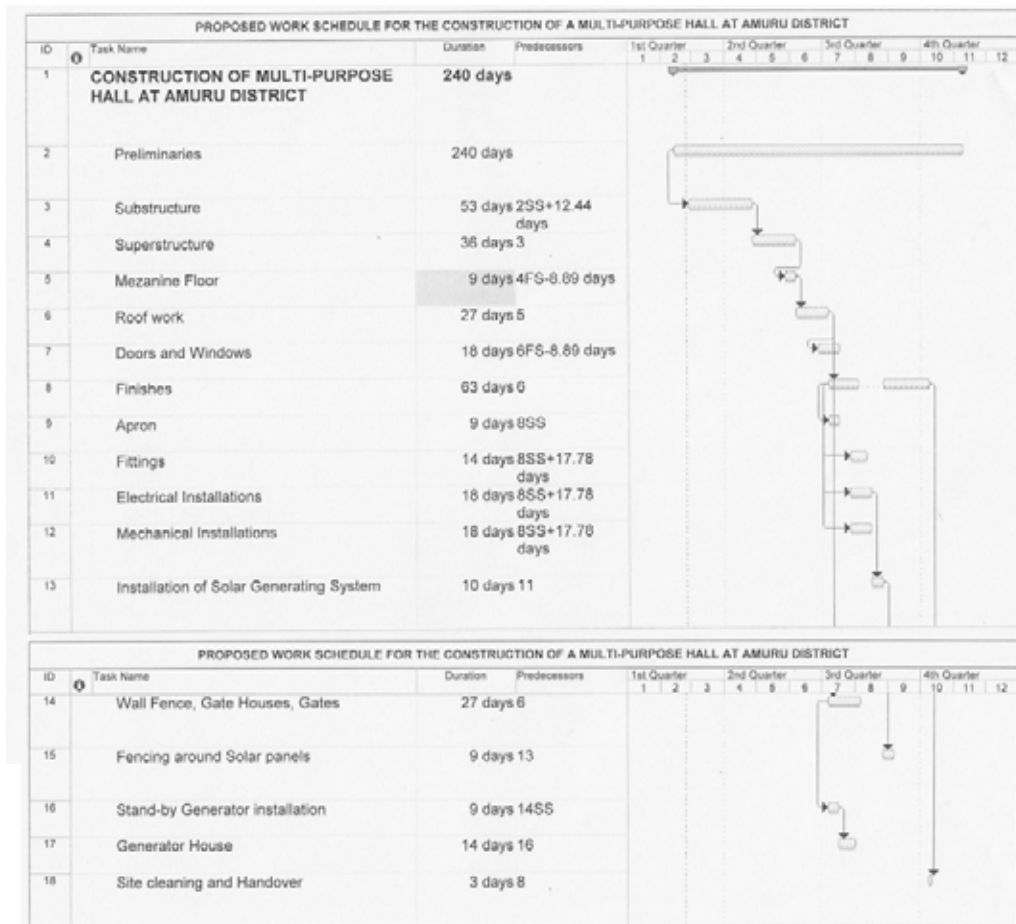 PROPOSED WORK SCHEDULE FOR THE CONSTRUCTION OF A MULTI-PURPOSE HALL AT AMURU DISTRICT
ID Task Name Duration Predecessors 1st Quarter 2nd Quarter 3rd Quarter 4th Quarter
1 2 3 4 5 6 7 8 9 10 11 12
1 CONSTRUCTION OF MULTI-PURPOSE 240 days
HALL AT AMURU DISTRICT
2 Preliminaries 240 days
3 Substructure 53 days 2SS+12.44
days
4 Superstructure 36 days 3
5 Mezanine Floor 9 days 4FS-8.89 days
6 Roof work 27 days 5
7 Doors and Windows 18 days 6FS-8.89 days
8 Finishes 63 days 6
9 Apron 9 days 8SS
10 Fittings 14 days 8SS+17.78
days
11 Electrical Installations 18 days 8SS+17.78
days
12 Mechanical Installations 18 days 8SS+17.78
days
13 Installation of Solar Generating System 10 days 11
PROPOSED WORK SCHEDULE FOR THE CONSTRUCTION OF A MULTI-PURPOSE HALL AT AMURU DISTRICT
ID Task Name Duration Predecessors 1st Quarter 2nd Quarter 3rd Quarter 4th Quarter
1 2 3 4 5 6 7 8 9 10 11 12
14 Wall Fence, Gate Houses, Gates 27 days 6
15 Fencing around Solar panels 9 days 13
16 Stand-by Generator installation 9 days 14SS
17 Generator House 14 days 16
18 Site cleaning and Handover 3 days 8